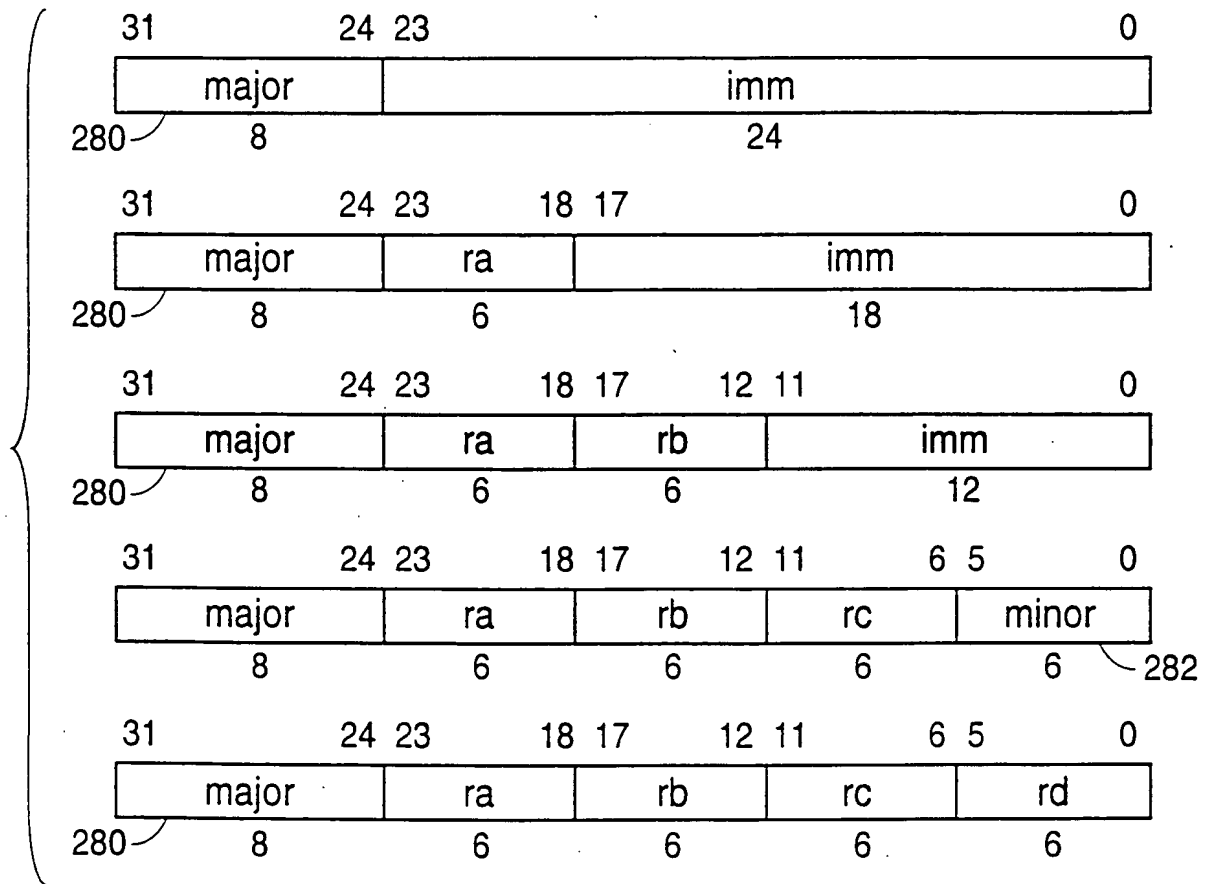 31 24 23 0
major imm
280 8 24
31 24 23 18 17 0
major ra imm
280 8 6 18
31 24 23 18 17 12 11 0
major ra rb imm
280 8 6 6 12
31 24 23 18 17 12 11 6 5 0
major ra rb rc minor
8 6 6 6 6 282
31 24 23 18 17 12 11 6 5 0
major ra rb rc rd
280 8 6 6 6 6